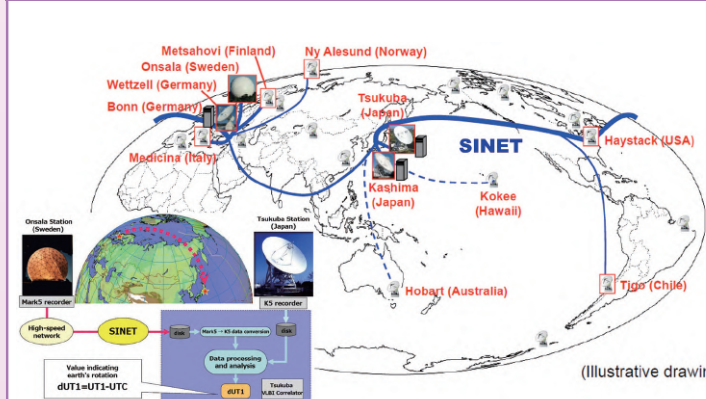 Ny Alesund (Norway)
Metsahovi (Finland)
Onsala (Sweden)
Wettzell (Germany)
Bonn (Germany)
Medicina (Italy)
Tsukuba
(Japan)
SINET
Haystack (USA)
Kashima
(Japan)
Kokee
(Hawaii)
Hobart (Australia)
Tigo (Chile)
Onsala Station
(Sweden)
Mark5 recorder
Tsukuba Station
(Japan)
K5 recorder
High-speed
network
SINET
disk
Mark5 → K5 data conversion
disk
Data processing
and analysis
Value indicating
earth's rotation
dUT1=UT1-UTC
dUT1
Tsukuba
VLBI Correlator
(Illustrative drawin